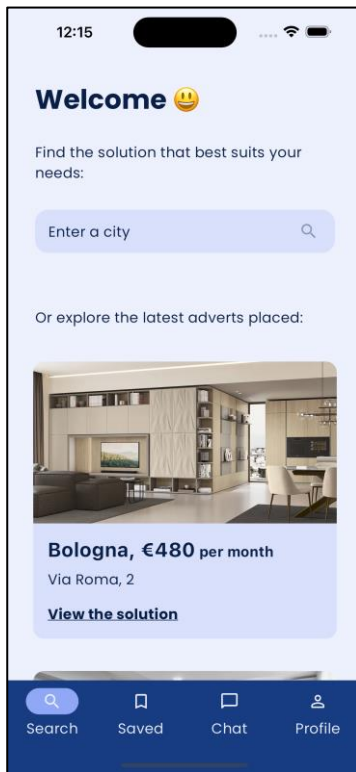 12:15
Welcome 😃
Find the solution that best suits your
needs:
Enter a city
Or explore the latest adverts placed:
Bologna, €480 per month
Via Roma, 2
View the solution
Search Saved Chat Profile